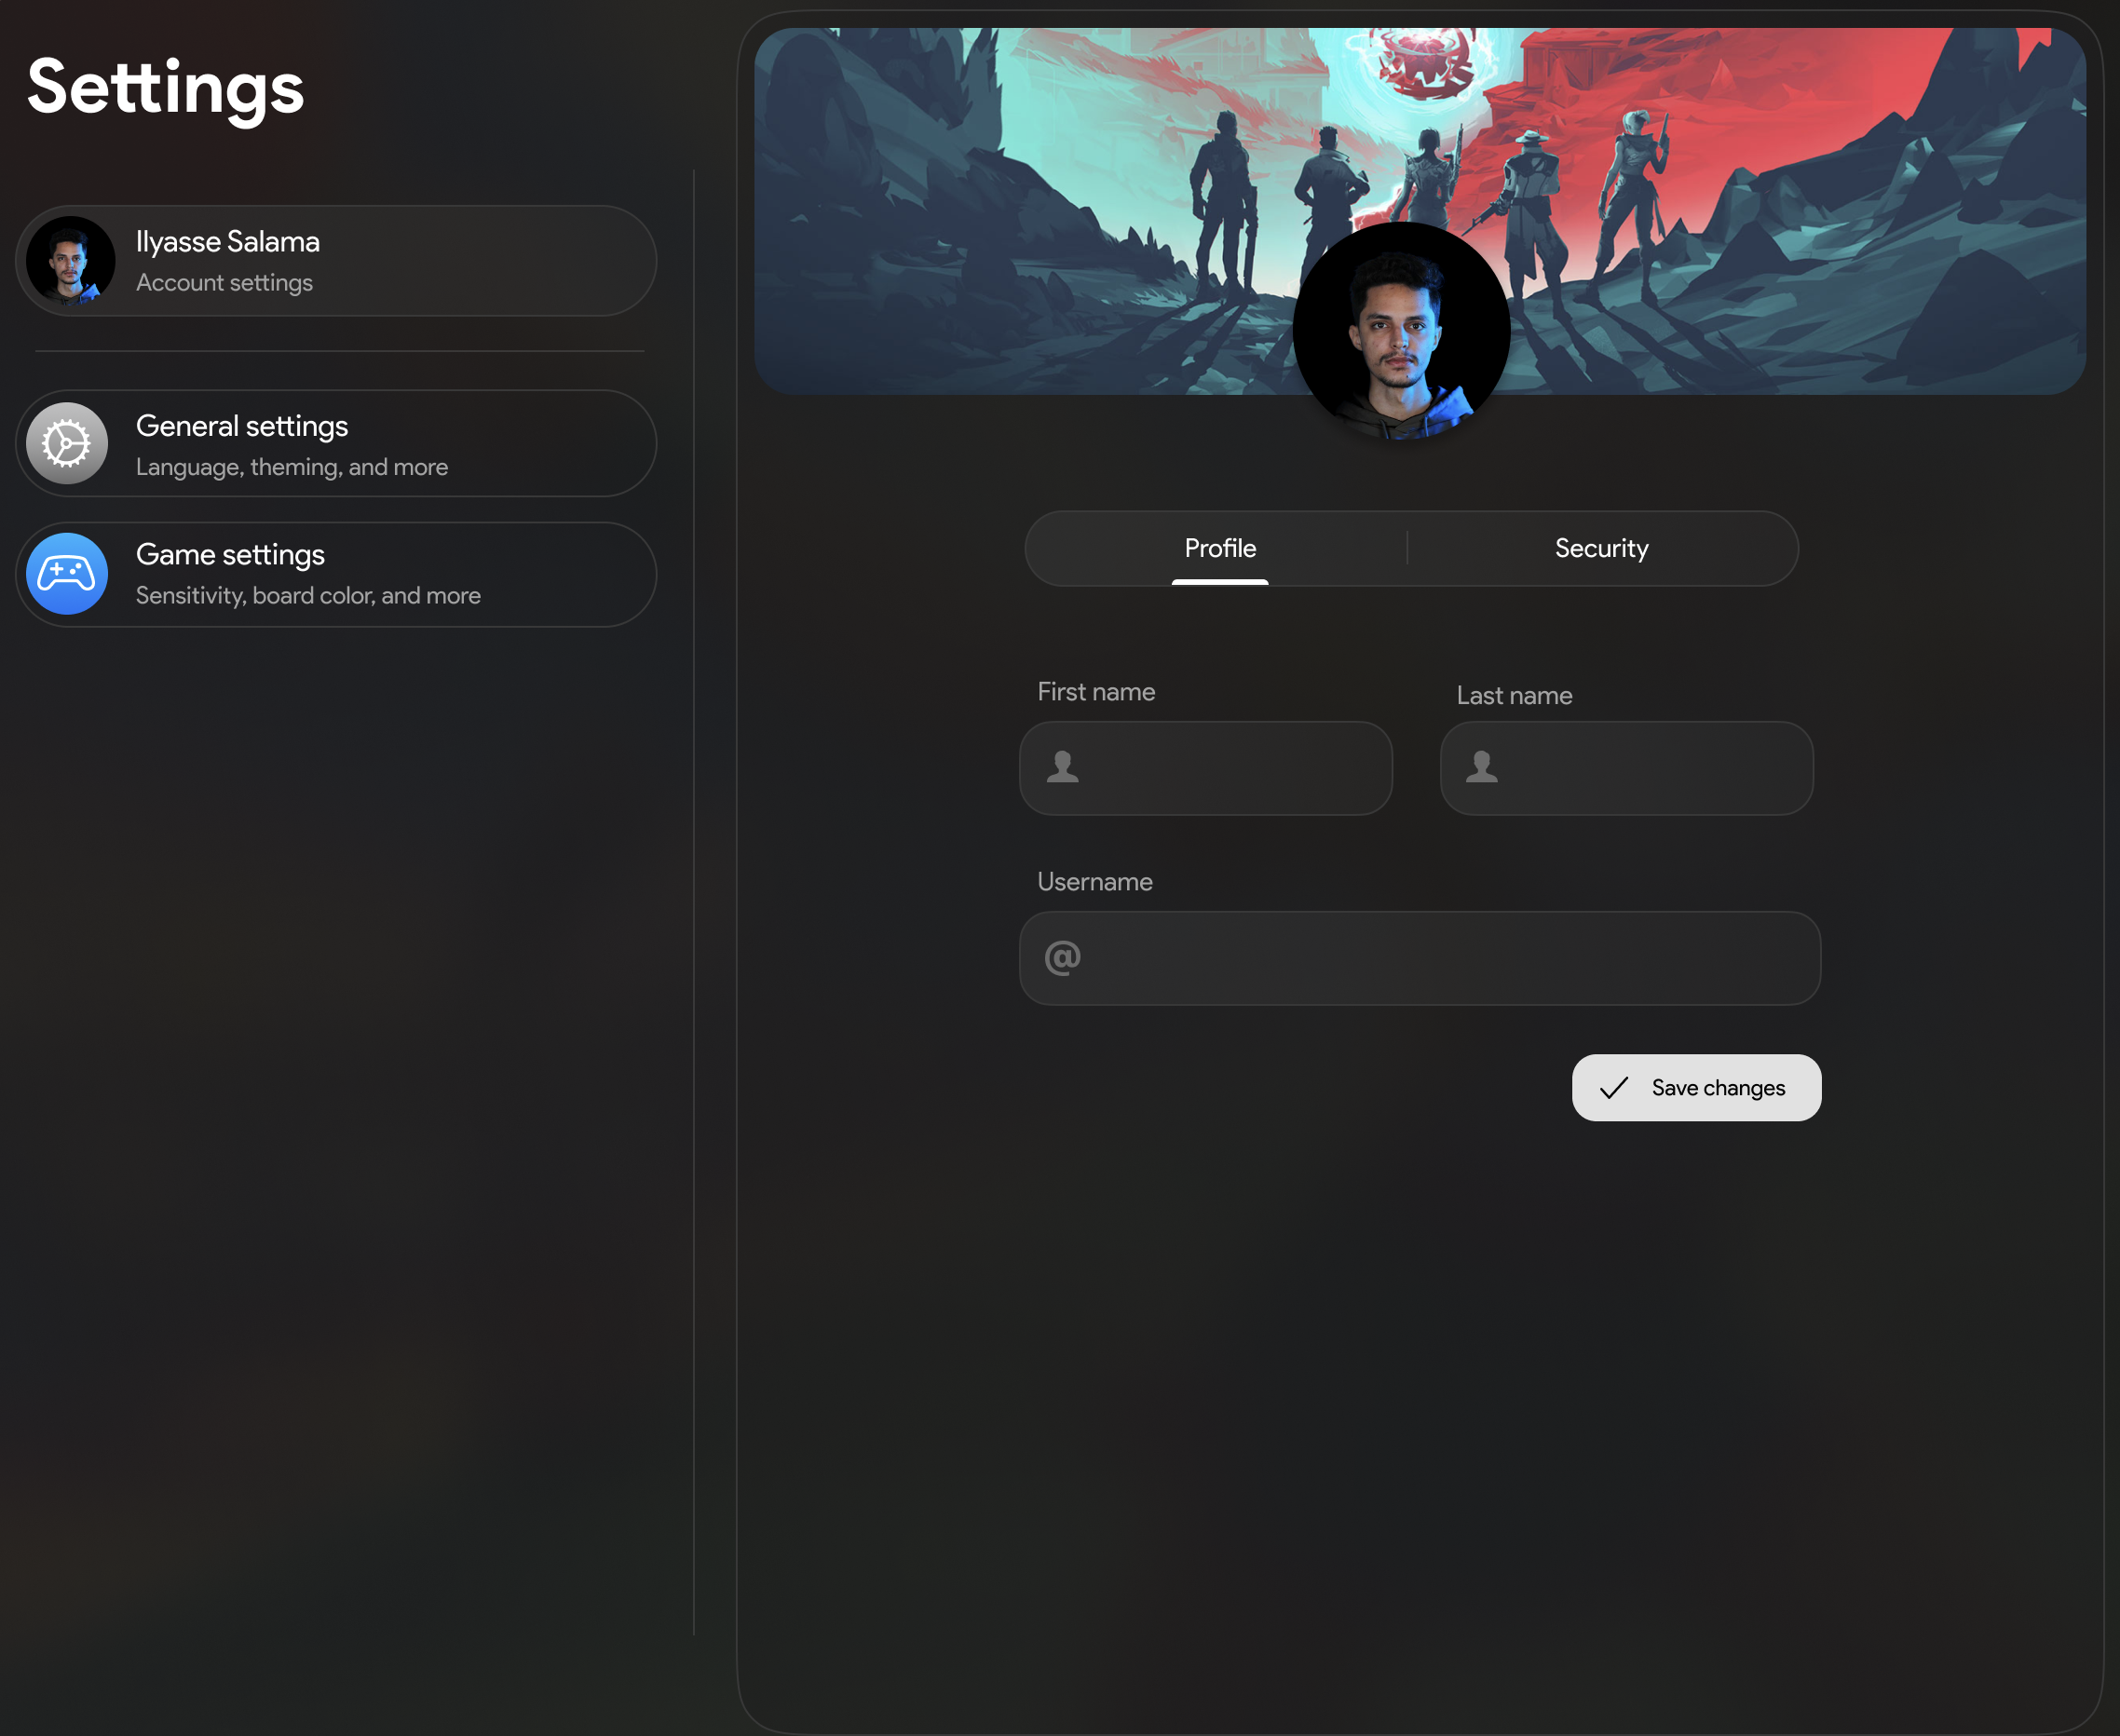 Settings
Ilyasse Salama
Account settings
General settings
Language, theming, and more
Game settings
Sensitivity, board color, and more
Profile
Security
First name
Last name
Username
@
Save changes